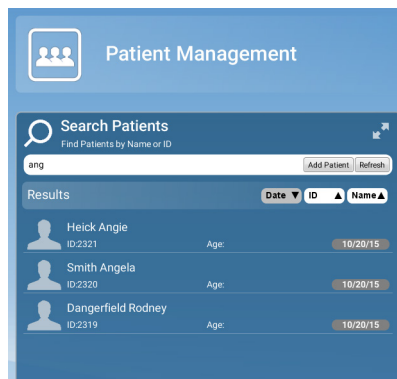 Patient Management
Search Patients
Find Patients by Name or ID
ang Add Patient Refresh
Results Date ▼ ID ▲ Name▲
Heick Angie
ID:2321 Age: 10/20/15
Smith Angela
ID:2320 Age: 10/20/15
Dangerfield Rodney
ID:2319 Age: 10/20/15